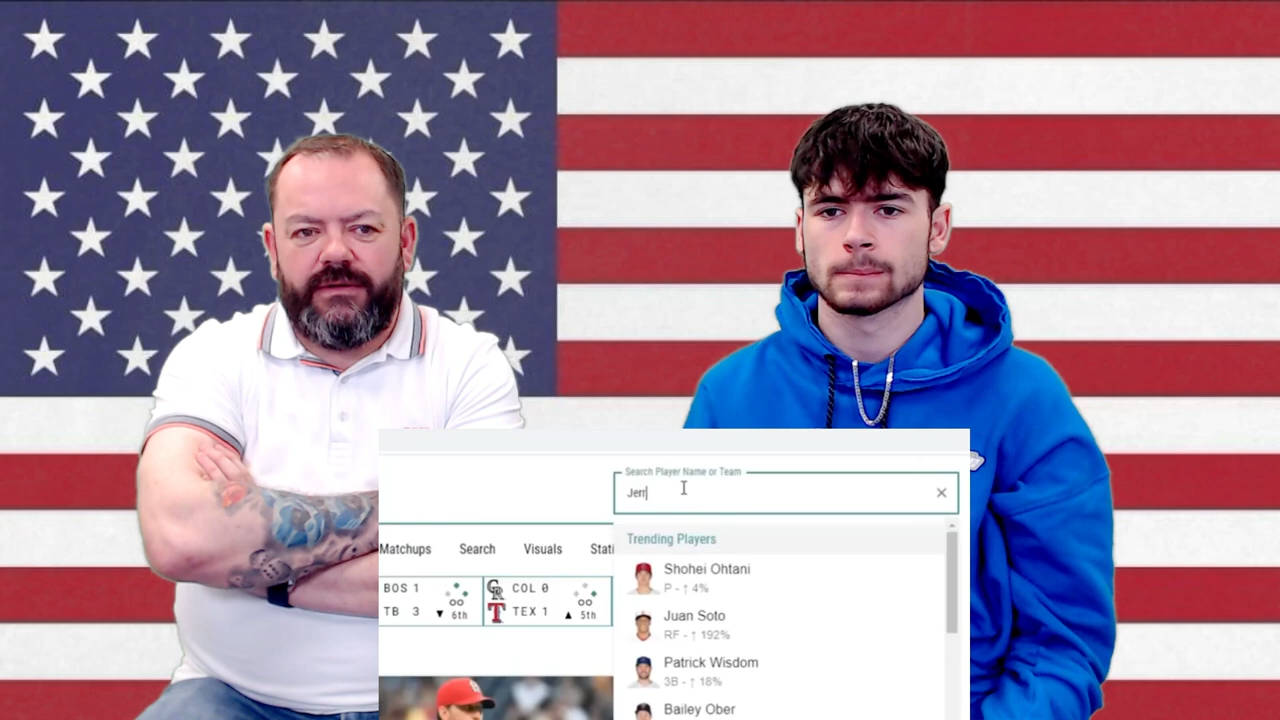 Search Player Name or Team
Jerr
Trending Players
Matchups Search Visuals Stati
Shohei Ohtani
P - ↑ 4%
BOS 1
TB 3 ▼ 6th
COL 0
TEX 1 ▲ 5th
Juan Soto
RF - ↑ 192%
Patrick Wisdom
3B - ↑ 18%
Bailey Ober